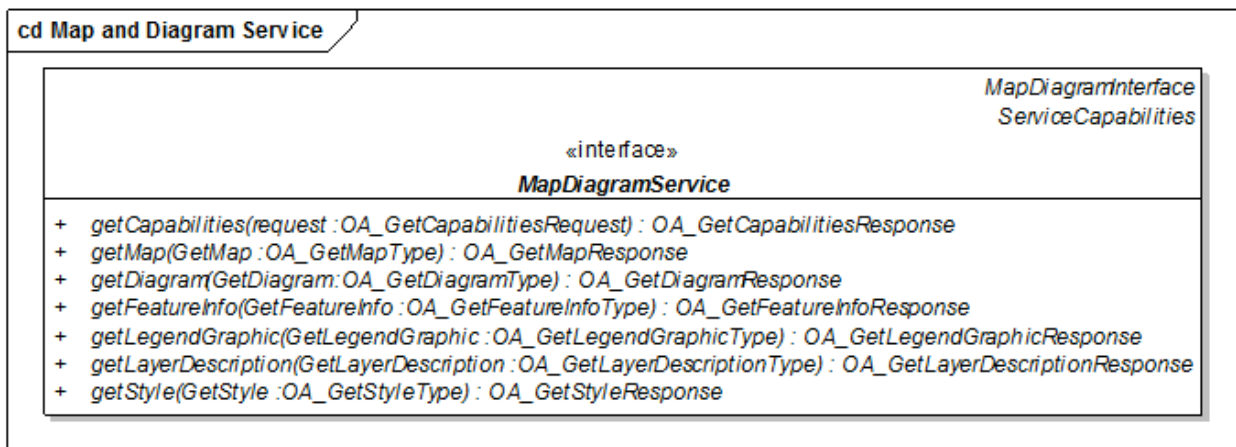 cd Map and Diagram Service
MapDiagramInterface
ServiceCapabilities
«interface»
MapDiagramService
+ getCapabilities(request :OA_GetCapabilitiesRequest) : OA_GetCapabilitiesResponse
+ getMap(GetMap :OA_GetMapType) : OA_GetMapResponse
+ getDiagram(GetDiagram:OA_GetDiagramType) : OA_GetDiagramResponse
+ getFeatureInfo(GetFeatureInfo :OA_GetFeatureInfoType) : OA_GetFeatureInfoResponse
+ getLegendGraphic(GetLegendGraphic :OA_GetLegendGraphicType) : OA_GetLegendGraphicResponse
+ getLayerDescription(GetLayerDescription :OA_GetLayerDescriptionType) : OA_GetLayerDescriptionResponse
+ getStyle(GetStyle :OA_GetStyleType) : OA_GetStyleResponse